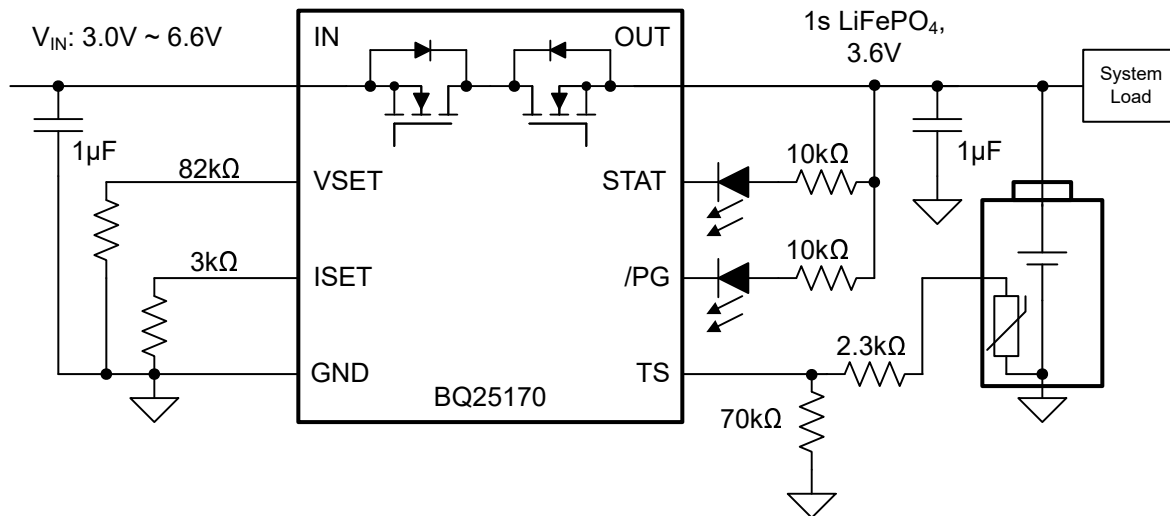 V_IN: 3.0V ~ 6.6V
IN
OUT
1s LiFePO₄,
3.6V
System
Load
1µF
82kΩ
VSET
STAT
10kΩ
1µF
3kΩ
ISET
/PG
10kΩ
GND
TS
2.3kΩ
BQ25170
70kΩ